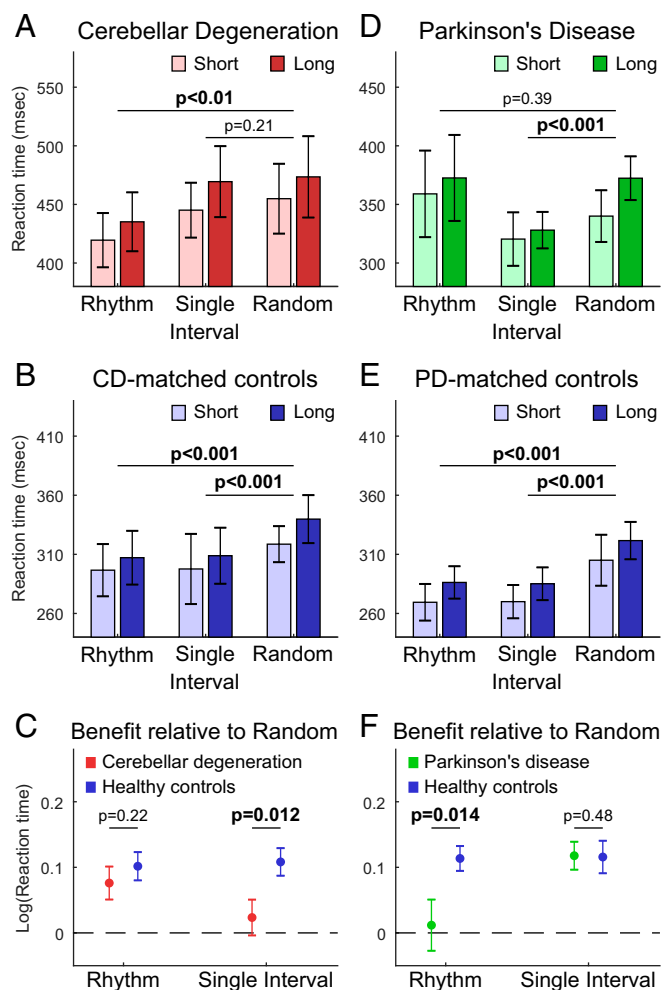 A Cerebellar Degeneration
Short Long
Reaction time (msec)
550
500
450
400
p<0.01
p=0.21
Rhythm Single Interval Random
D Parkinson's Disease
Short Long
450
400
350
300
p=0.39
p<0.001
Rhythm Single Interval Random
B CD-matched controls
Short Long
Reaction time (msec)
410
360
310
260
p<0.001
p<0.001
Rhythm Single Interval Random
E PD-matched controls
Short Long
410
360
310
260
p<0.001
p<0.001
Rhythm Single Interval Random
C Benefit relative to Random
Cerebellar degeneration
Healthy controls
Log(Reaction time)
0.2
0.1
0
p=0.22
p=0.012
Rhythm Single Interval
F Benefit relative to Random
Parkinson's disease
Healthy controls
0.2
0.1
0
p=0.014
p=0.48
Rhythm Single Interval